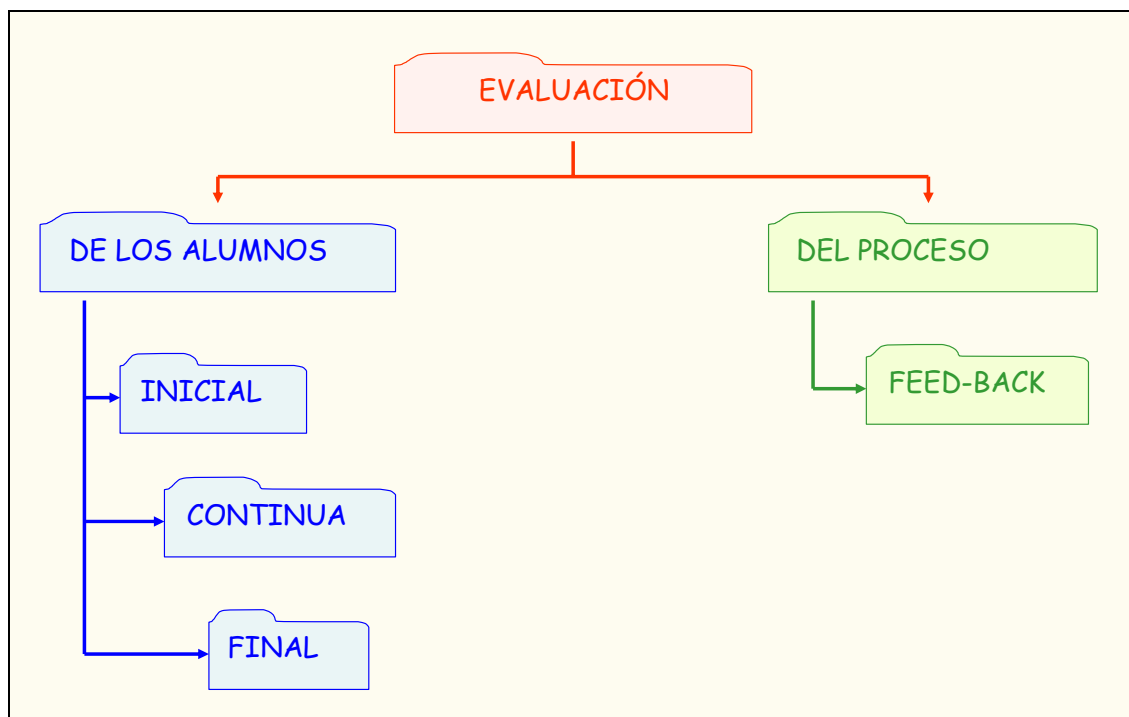 EVALUACIÓN
DE LOS ALUMNOS
DEL PROCESO
INICIAL
FEED-BACK
CONTINUA
FINAL